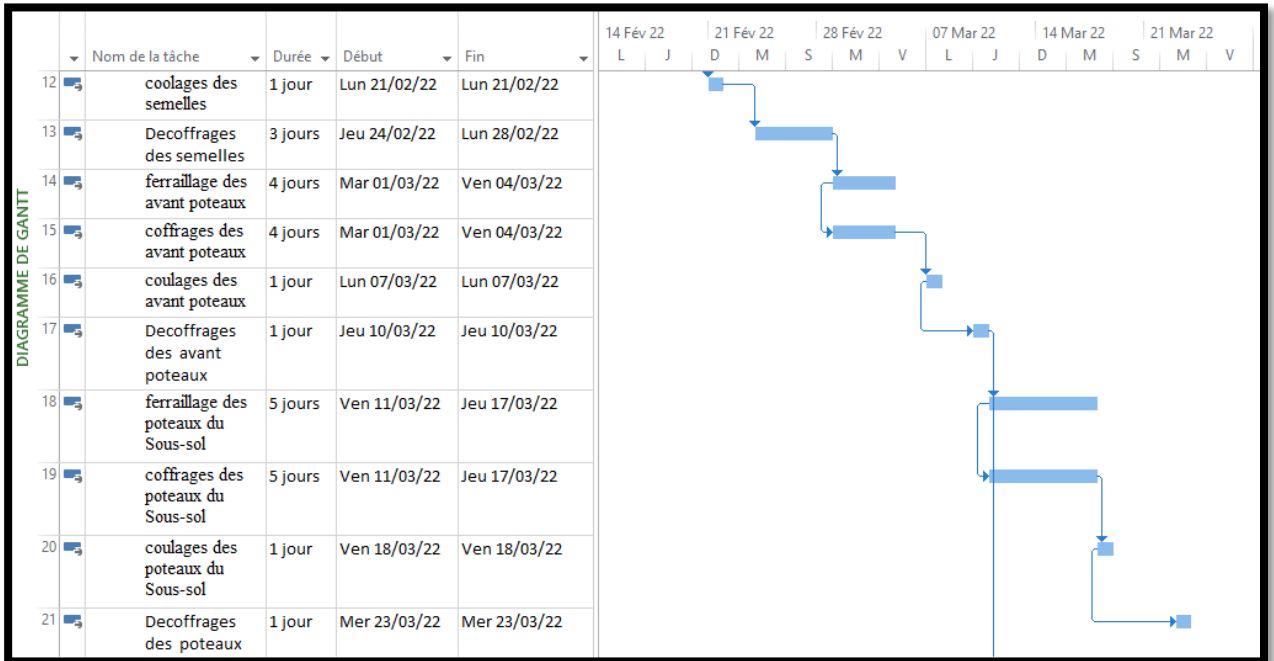 DIAGRAMME DE GANTT
14 Fév 22 21 Fév 22 28 Fév 22 07 Mar 22 14 Mar 22 21 Mar 22
Nom de la tâche Durée Début Fin L J D M S M V L J D M S M V
12 coolages des 1 jour Lun 21/02/22 Lun 21/02/22
semelles
13 Decoffrages 3 jours Jeu 24/02/22 Lun 28/02/22
des semelles
14 ferraillage des 4 jours Mar 01/03/22 Ven 04/03/22
avant poteaux
15 coffrages des 4 jours Mar 01/03/22 Ven 04/03/22
avant poteaux
16 coulages des 1 jour Lun 07/03/22 Lun 07/03/22
avant poteaux
17 Decoffrages 1 jour Jeu 10/03/22 Jeu 10/03/22
des avant
poteaux
18 ferraillage des 5 jours Ven 11/03/22 Jeu 17/03/22
poteaux du
Sous-sol
19 coffrages des 5 jours Ven 11/03/22 Jeu 17/03/22
poteaux du
Sous-sol
20 coulages des 1 jour Ven 18/03/22 Ven 18/03/22
poteaux du
Sous-sol
21 Decoffrages 1 jour Mer 23/03/22 Mer 23/03/22
des poteaux